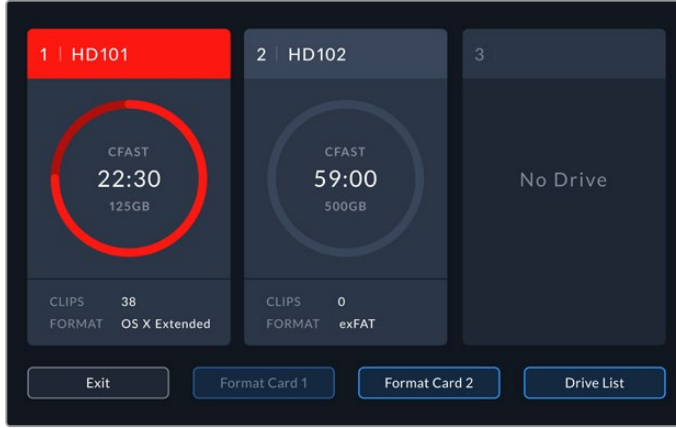 1 | HD101
CFAST
22:30
125GB
CLIPS 38
FORMAT OS X Extended
2 | HD102
CFAST
59:00
500GB
CLIPS 0
FORMAT exFAT
3
No Drive
Exit
Format Card 1
Format Card 2
Drive List